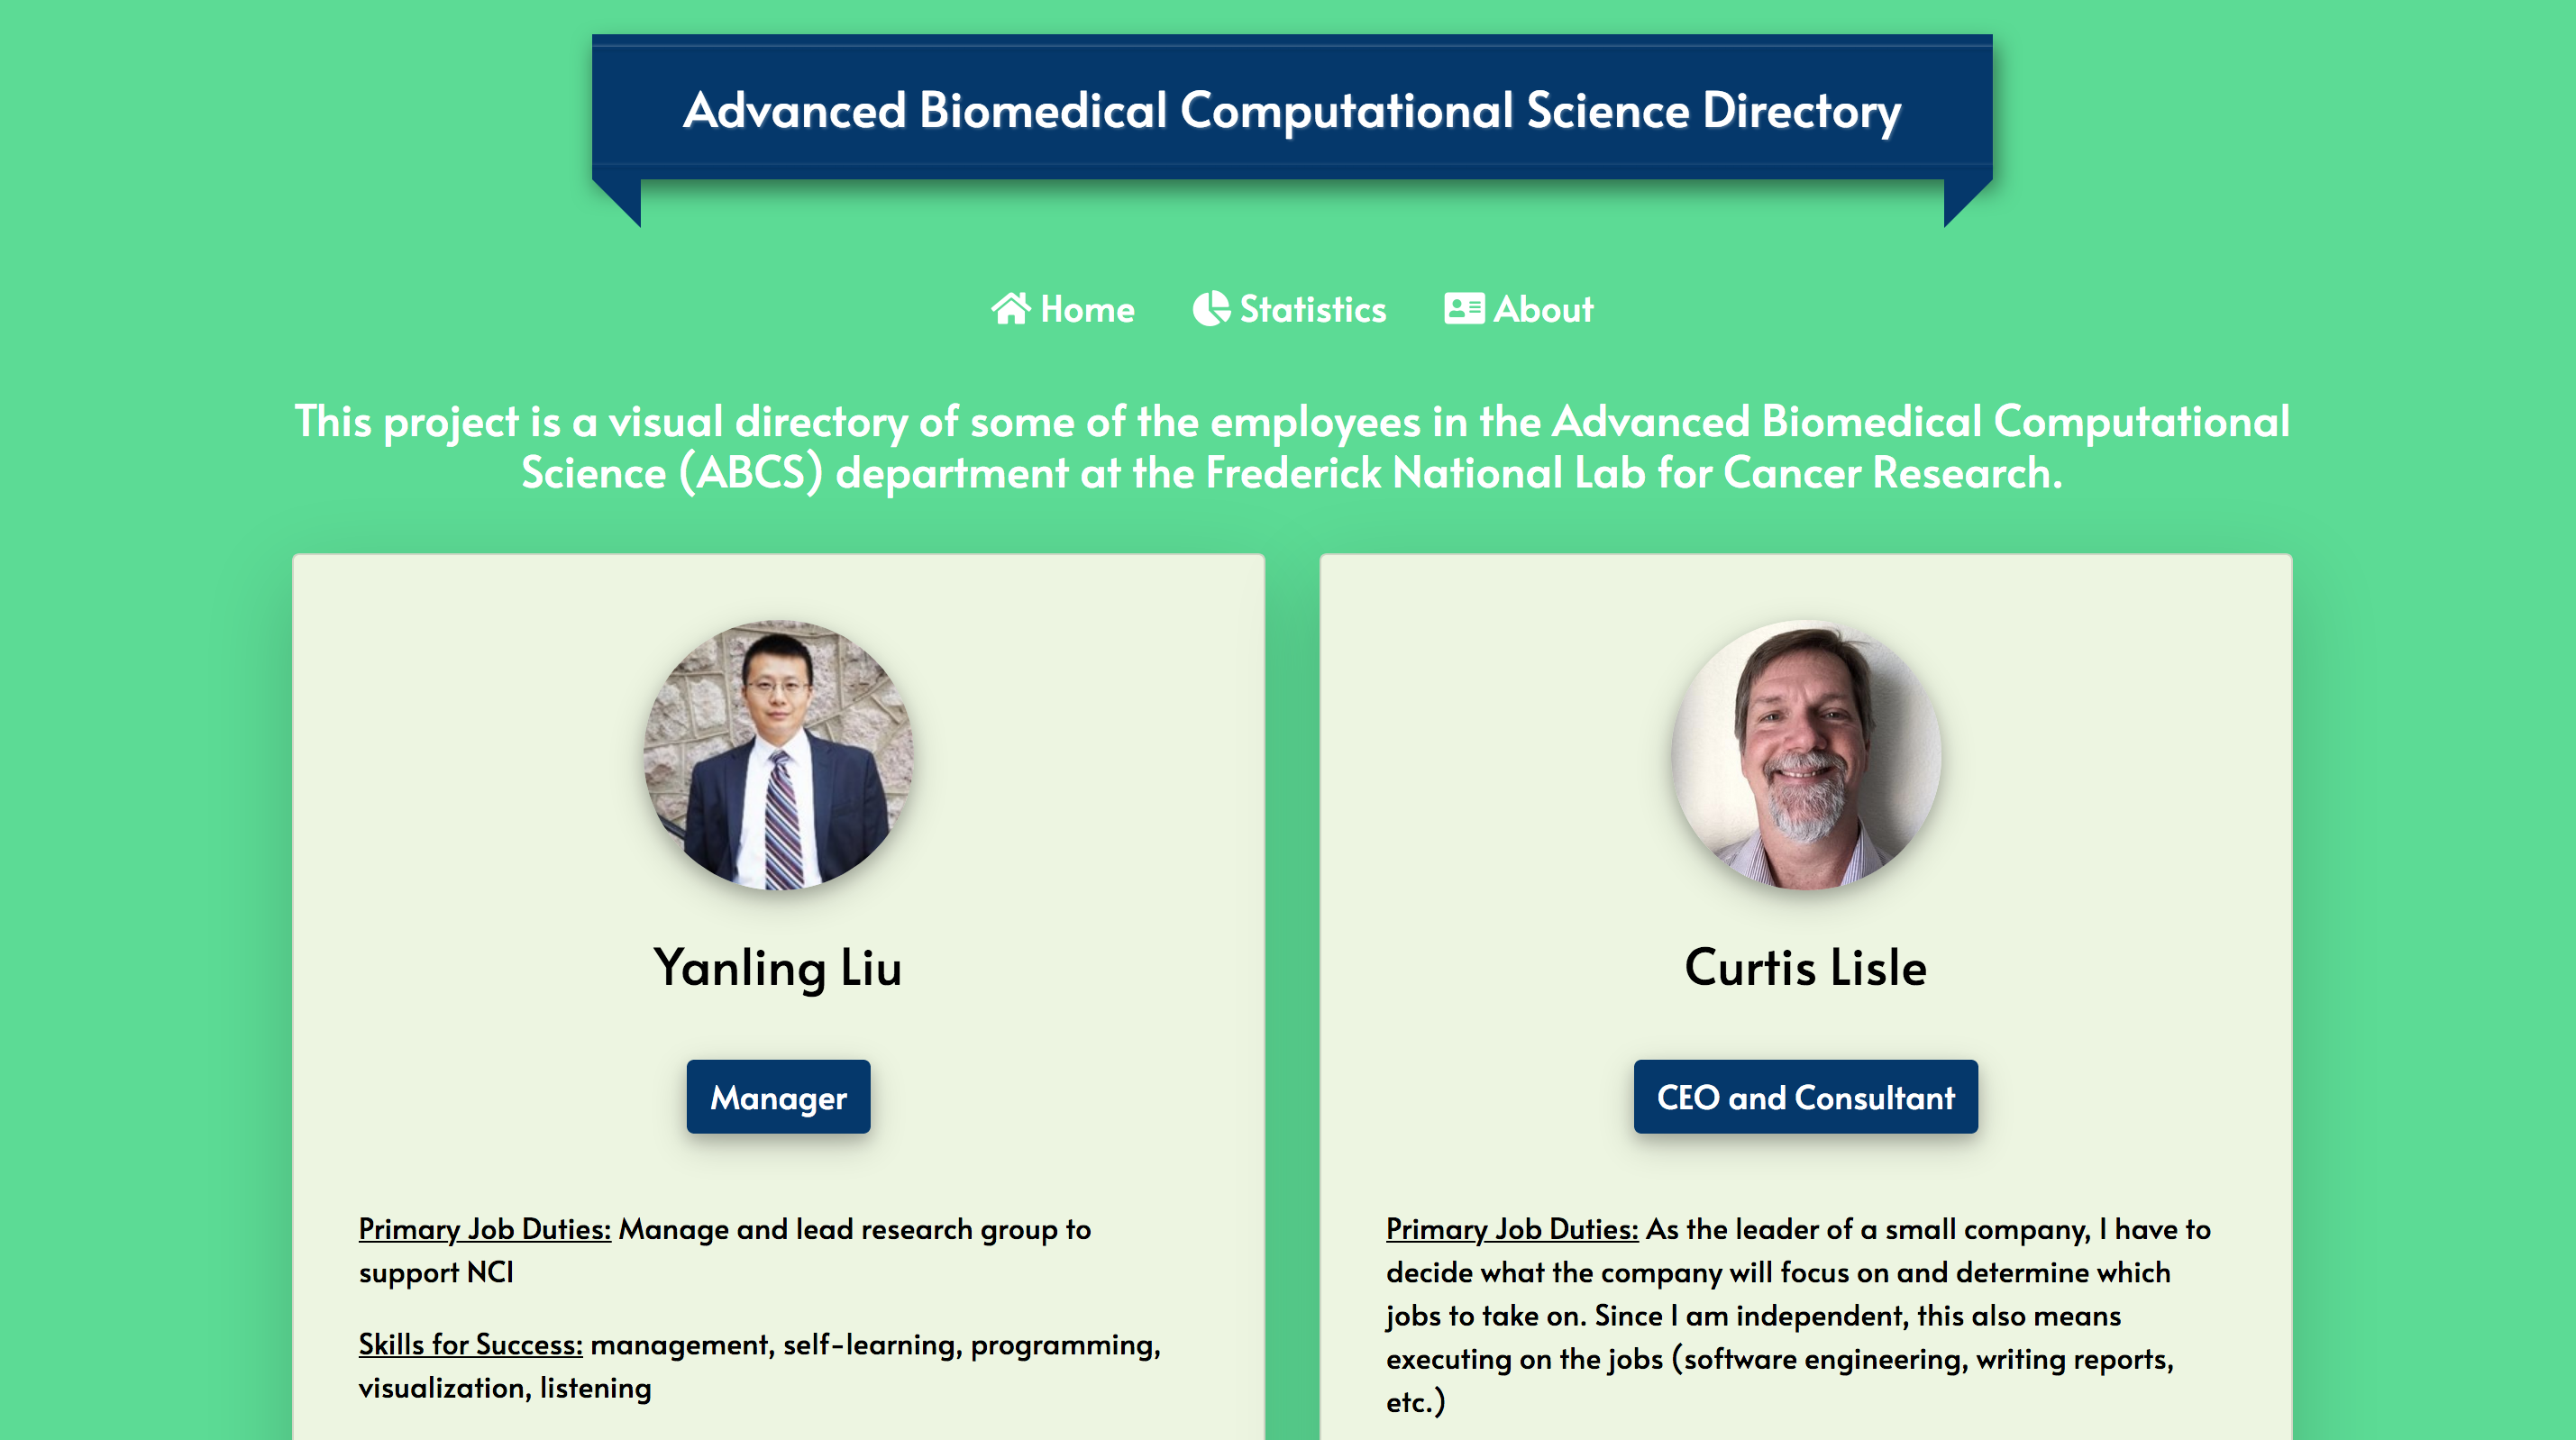 Advanced Biomedical Computational Science Directory
Home Statistics About
This project is a visual directory of some of the employees in the Advanced Biomedical Computational
Science (ABCS) department at the Frederick National Lab for Cancer Research.
Yanling Liu
Manager
Primary Job Duties: Manage and lead research group to
support NCI
Skills for Success: management, self-learning, programming,
visualization, listening
Curtis Lisle
CEO and Consultant
Primary Job Duties: As the leader of a small company, I have to
decide what the company will focus on and determine which
jobs to take on. Since I am independent, this also means
executing on the jobs (software engineering, writing reports,
etc.)